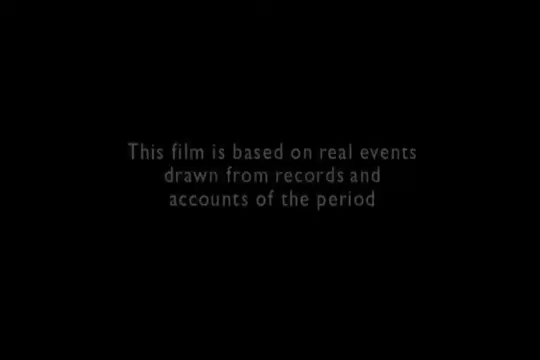 This film is based on real events
drawn from records and
accounts of the period